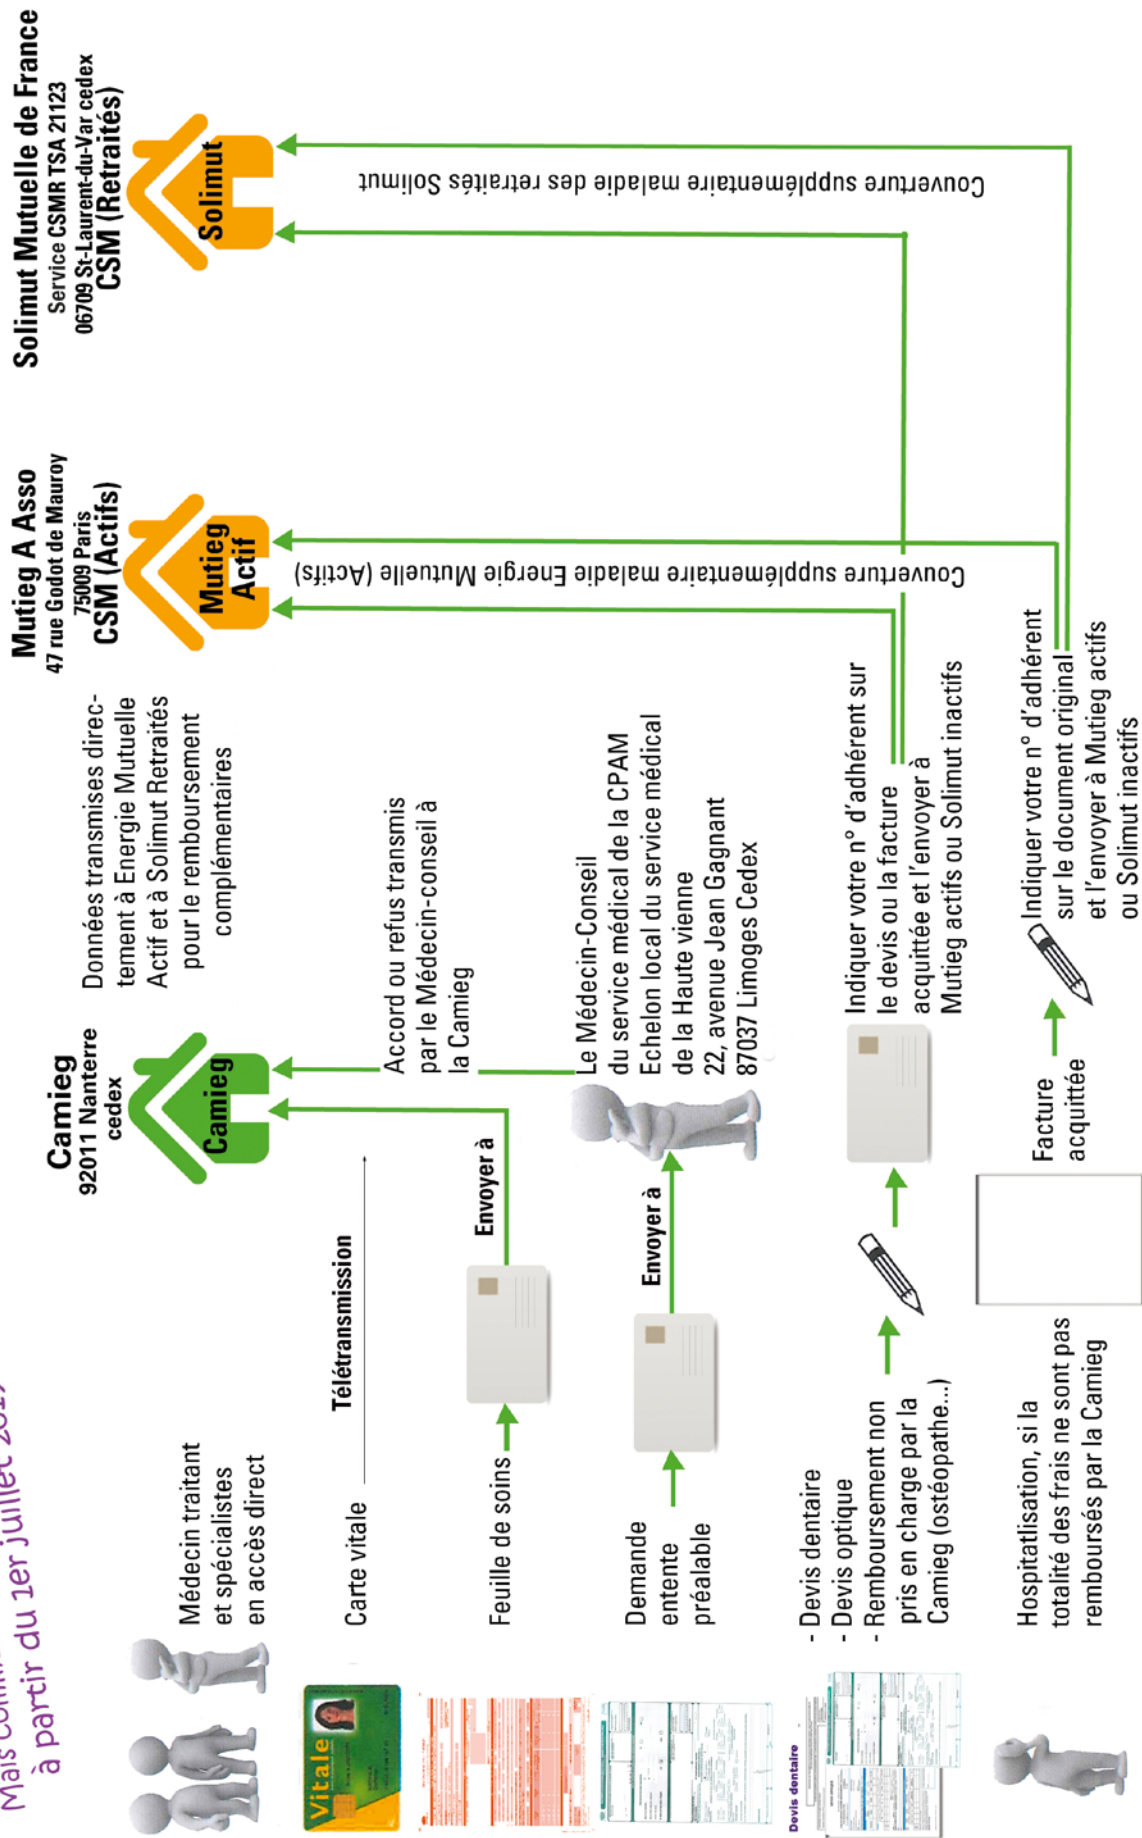 Mais comm
à partir du 1er juillet 201
Médecin traitant
et spécialistes
en accès direct
Camieg
92011 Nanterre
cedex
Camieg
Données transmises direc-
tement à Energie Mutuelle
Actif et à Solimut Retraités
pour le remboursement
complémentaires
Mutieg A Asso
47 rue Godot de Mauroy
75009 Paris
CSM (Actifs)
Mutieg
Actif
Solimut Mutuelle de France
Service CSMR TSA 21123
06709 St-Laurent-du-Var cedex
CSM (Retraités)
Solimut
Vitale
Carte vitale
Télétransmission
Feuille de soins
Envoyer à
Accord ou refus transmis
par le Médecin-conseil à
la Camieg
Demande
entente
préalable
Envoyer à
Le Médecin-Conseil
du service médical de la CPAM
Echelon local du service médical
de la Haute vienne
22, avenue Jean Gagnant
87037 Limoges Cedex
Couverture supplémentaire maladie Energie Mutuelle (Actifs)
Couverture supplémentaire maladie des retraités Solimut
Devis dentaire
- Devis dentaire
- Devis optique
- Remboursement non
pris en charge par la
Camieg (ostéopathe...)
Indiquer votre n° d'adhérent sur
le devis ou la facture
acquittée et l'envoyer à
Mutieg actifs ou Solimut inactifs
Hospitatlisation, si la
totalité des frais ne sont pas
remboursés par la Camieg
Facture
acquittée
Indiquer votre n° d'adhérent
sur le document original
et l'envoyer à Mutieg actifs
ou Solimut inactifs